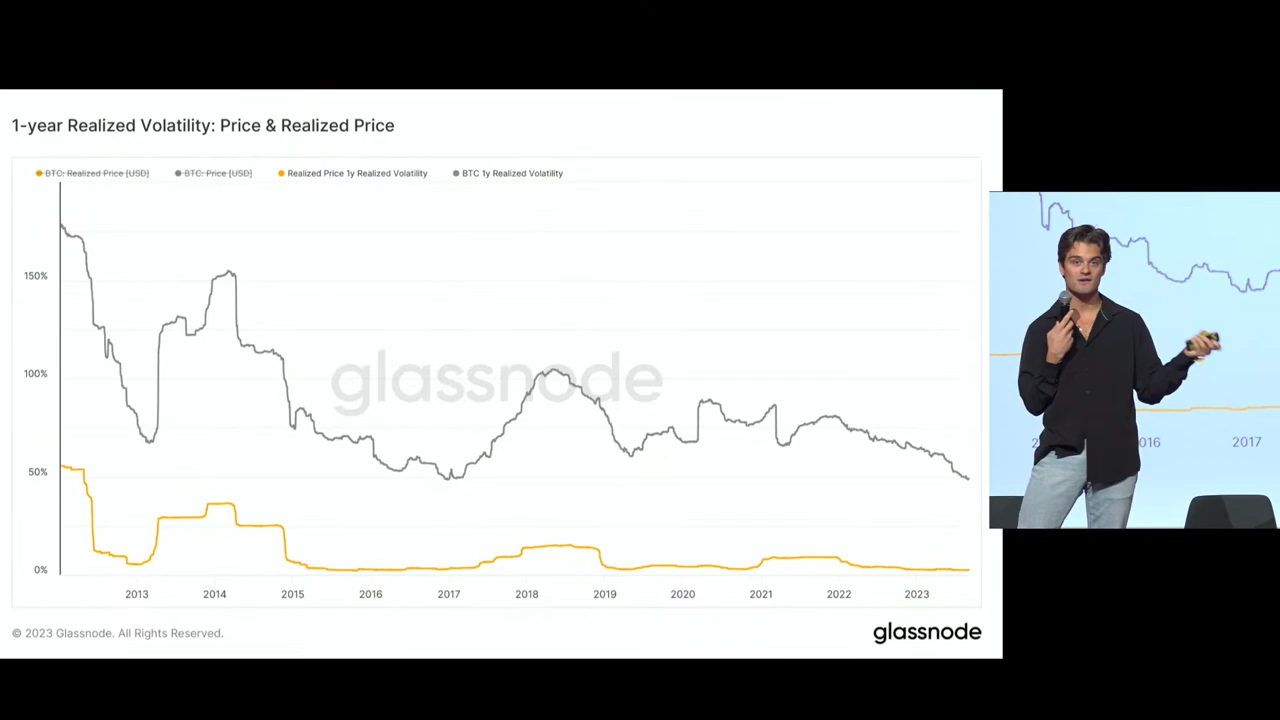 1-year Realized Volatility: Price & Realized Price
BTC: Realized Price [USD] BTC: Price [USD] Realized Price 1y Realized Volatility BTC 1y Realized Volatility
150%
100%
50%
0%
glassnode
2013 2014 2015 2016 2017 2018 2019 2020 2021 2022 2023
© 2023 Glassnode. All Rights Reserved.
glassnode
2017